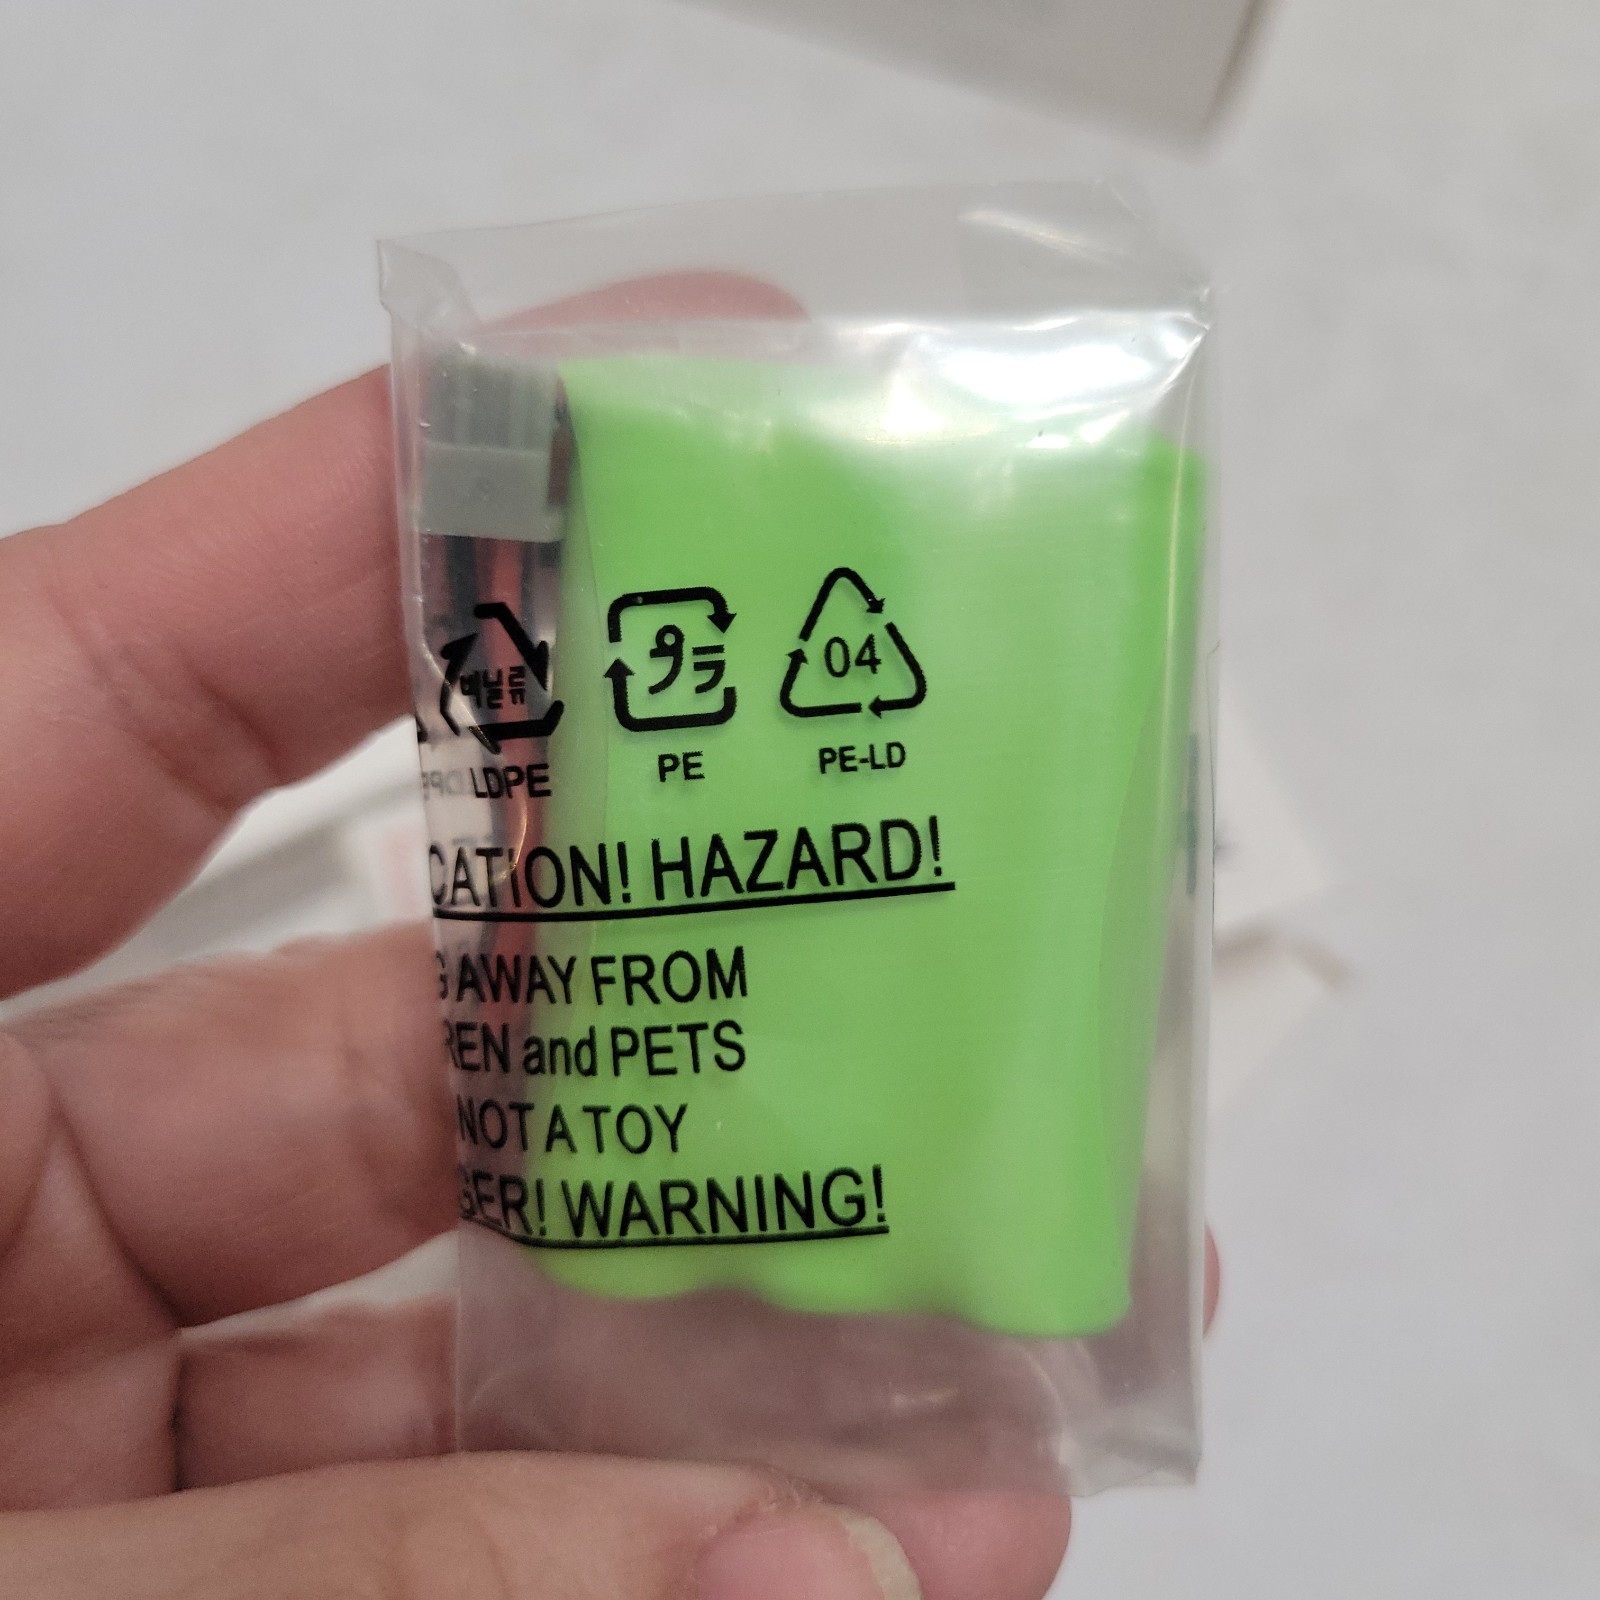 비닐류 プラ 04
LDPE PE PE-LD
CATION! HAZARD!
G AWAY FROM
REN and PETS
NOT A TOY
GER! WARNING!